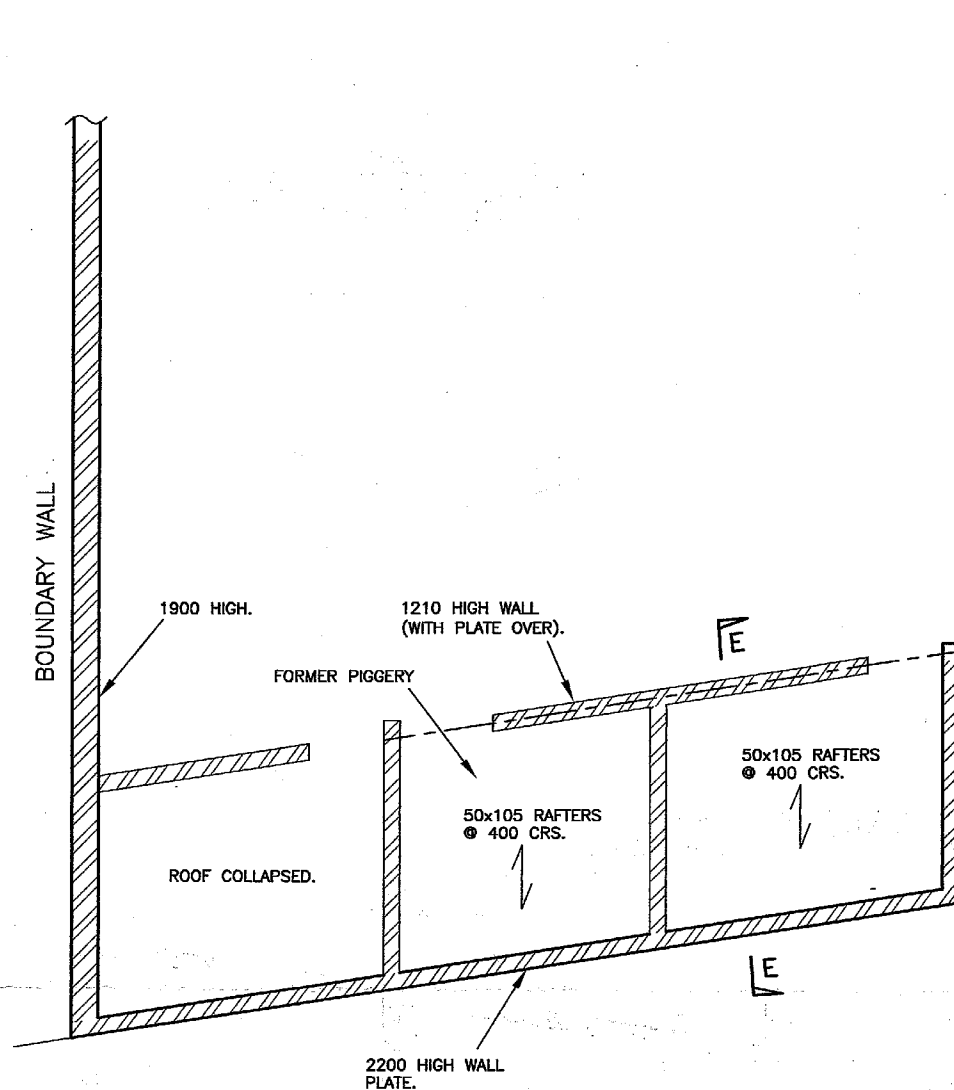 BOUNDARY WALL
1900 HIGH.
1210 HIGH WALL
(WITH PLATE OVER).
E
FORMER PIGGERY
50x105 RAFTERS
@ 400 CRS.
50x105 RAFTERS
@ 400 CRS.
ROOF COLLAPSED.
E
2200 HIGH WALL
PLATE.